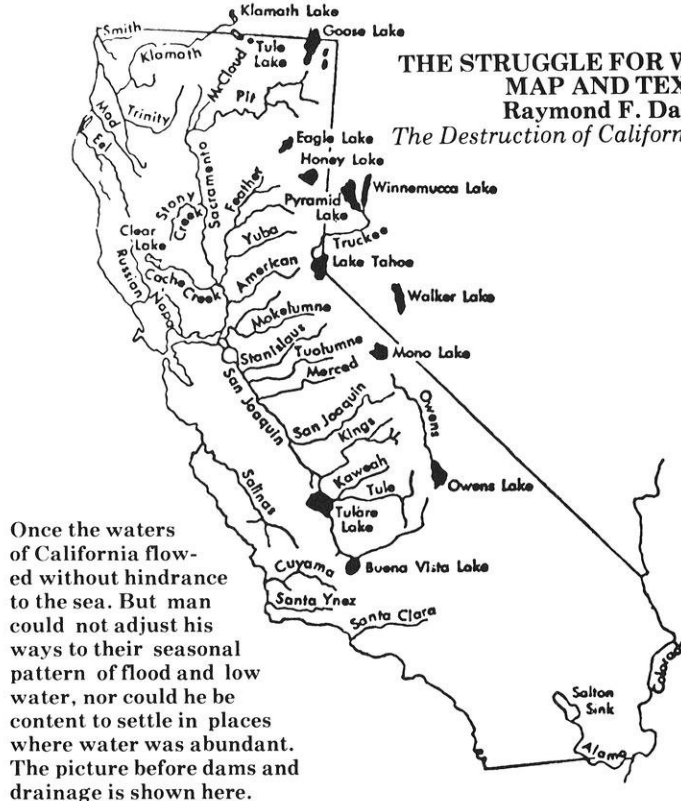 THE STRUGGLE FOR
MAP AND
Raymond F.
The Destruction of
Klamath Lake
Goose Lake
Smith
Klamath
Tule
Lake
McCloud
Pit
Mad
Trinity
Eel
Eagle Lake
Honey Lake
Stony
Creek
Sacramento
Feather
Pyramid
Lake
Winnemucca Lake
Truckee
Yuba
Clear
Lake
American
Lake Tahoe
Russian
Cache Creek
Napa
Walker Lake
Mokelumne
Stanislaus
Tuolumne
Merced
Mono Lake
San Joaquin
San Joaquin
Kings
Owens
Kaweah
Tule
Owens Lake
Tulare
Lake
Salinas
Buena Vista Lake
Cuyama
Santa Ynez
Santa Clara
Salton
Sink
Colorado
Alamo
Once the waters
of California flow-
ed without hindrance
to the sea. But man
could not adjust his
ways to their seasonal
pattern of flood and low
water, nor could he be
content to settle in places
where water was abundant.
The picture before dams and
drainage is shown here.